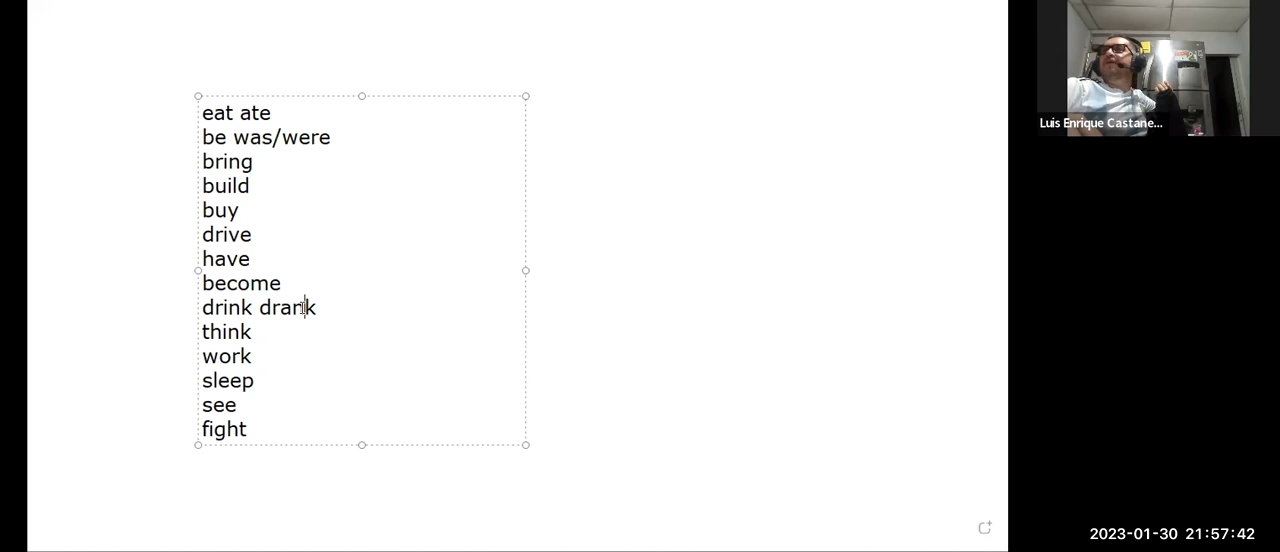 eat ate
be was/were
bring
build
buy
drive
have
become
drink drank
think
work
sleep
see
fight
Luis Enrique Castane...
2023-01-30 21:57:42